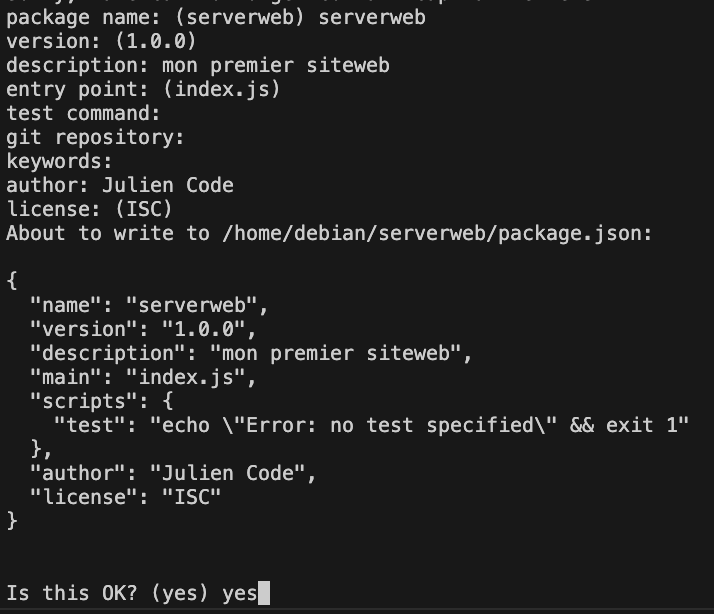 package name: (serverweb) serverweb
version: (1.0.0)
description: mon premier siteweb
entry point: (index.js)
test command:
git repository:
keywords:
author: Julien Code
license: (ISC)
About to write to /home/debian/serverweb/package.json:

{
  "name": "serverweb",
  "version": "1.0.0",
  "description": "mon premier siteweb",
  "main": "index.js",
  "scripts": {
    "test": "echo \"Error: no test specified\" && exit 1"
  },
  "author": "Julien Code",
  "license": "ISC"
}

Is this OK? (yes) yes